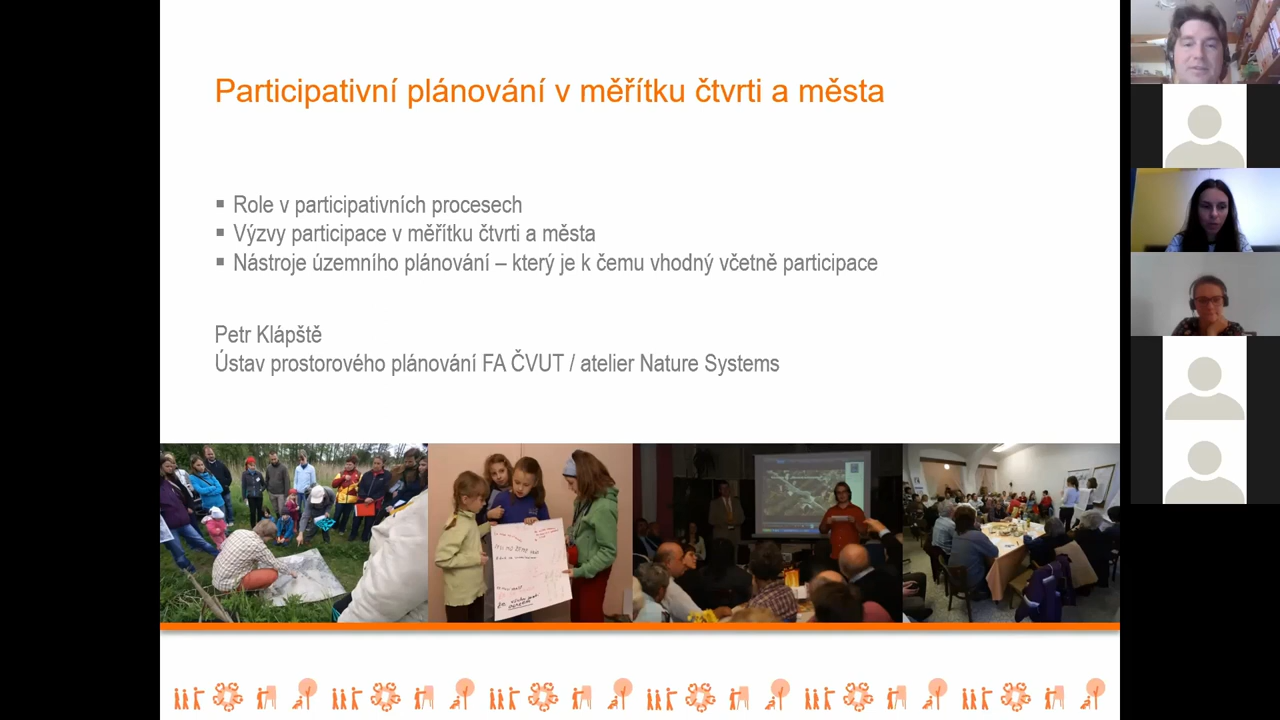 Participativní plánování v měřítku čtvrti a města
Role v participativních procesech
Výzvy participace v měřítku čtvrti a města
Nástroje územního plánování – který je k čemu vhodný včetně participace
Petr Klápště
Ústav prostorového plánování FA ČVUT / atelier Nature Systems